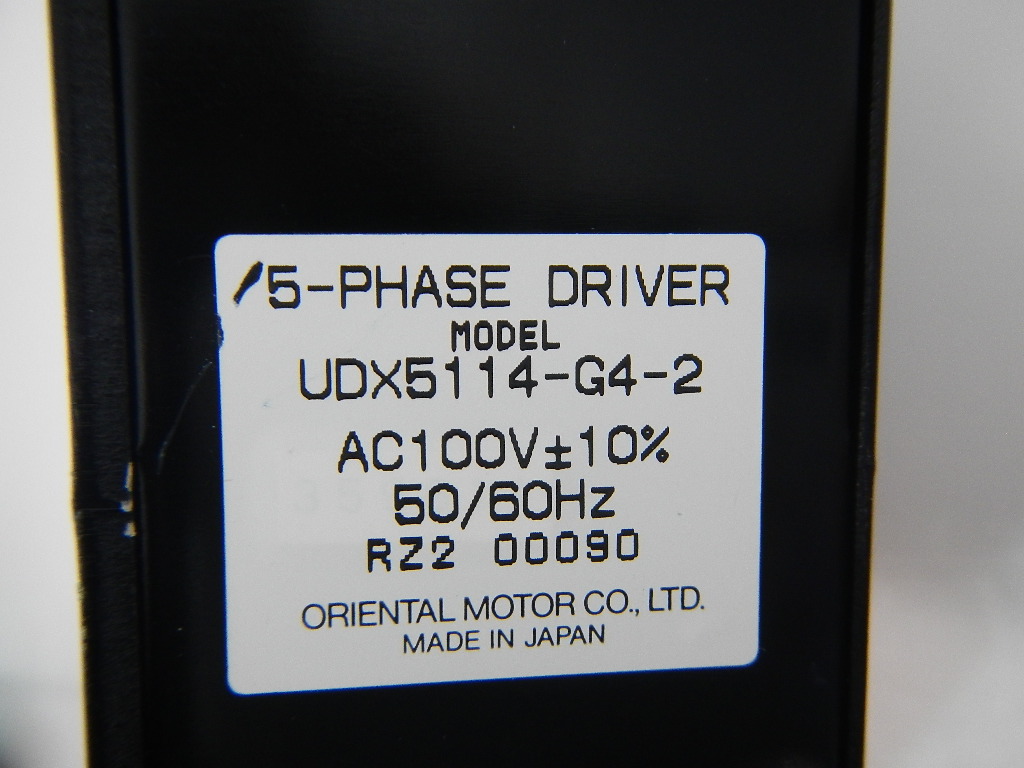 5-PHASE DRIVER
MODEL
UDX5114-G4-2
AC100V±10%
50/60Hz
RZ2 00090
ORIENTAL MOTOR CO., LTD.
MADE IN JAPAN